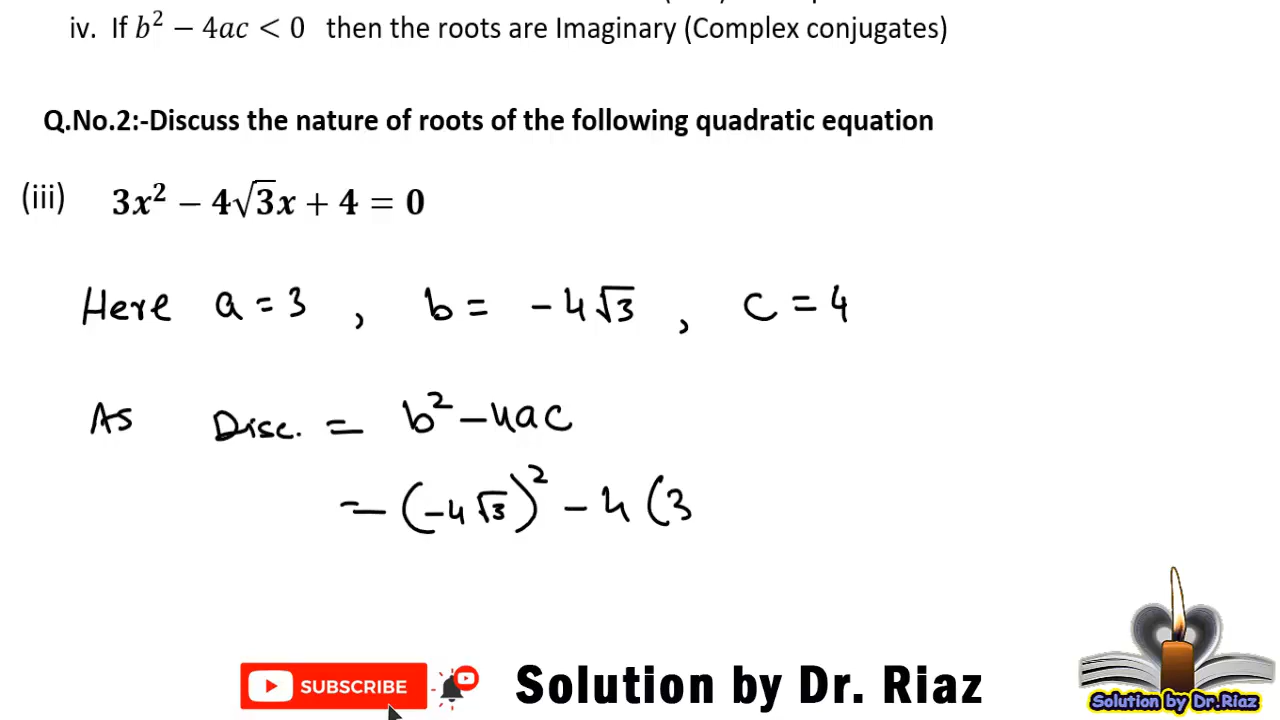 iv. If b² − 4ac < 0 then the roots are Imaginary (Complex conjugates)
Q.No.2:-Discuss the nature of roots of the following quadratic equation
(iii) 3x² − 4√3x + 4 = 0
Here a = 3 , b = −4√3 , c = 4
As Disc. = b² − 4ac
= (−4√3)² − 4 (3
SUBSCRIBE
Solution by Dr. Riaz
Solution by Dr.Riaz